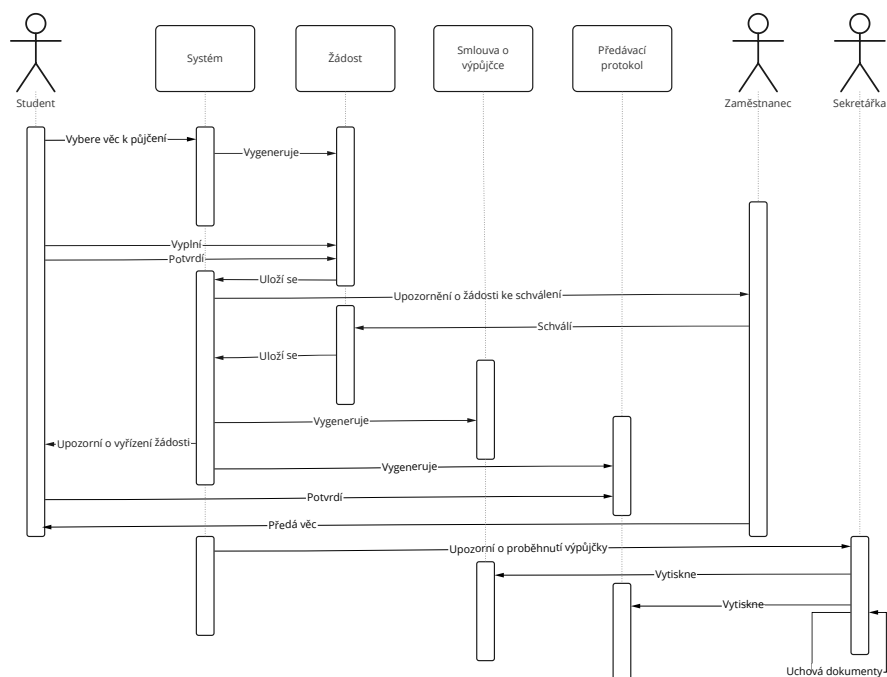 Student
Systém
Žádost
Smlouva o
výpůjčce
Předávací
protokol
Zaměstnanec
Sekretářka
Vybere věc k půjčení
Vygeneruje
Vyplní
Potvrdí
Uloží se
Upozornění o žádosti ke schválení
Schválí
Uloží se
Vygeneruje
Upozorní o vyřízení žádosti
Vygeneruje
Potvrdí
Předá věc
Upozorní o proběhnutí výpůjčky
Vytiskne
Vytiskne
Uchová dokumenty